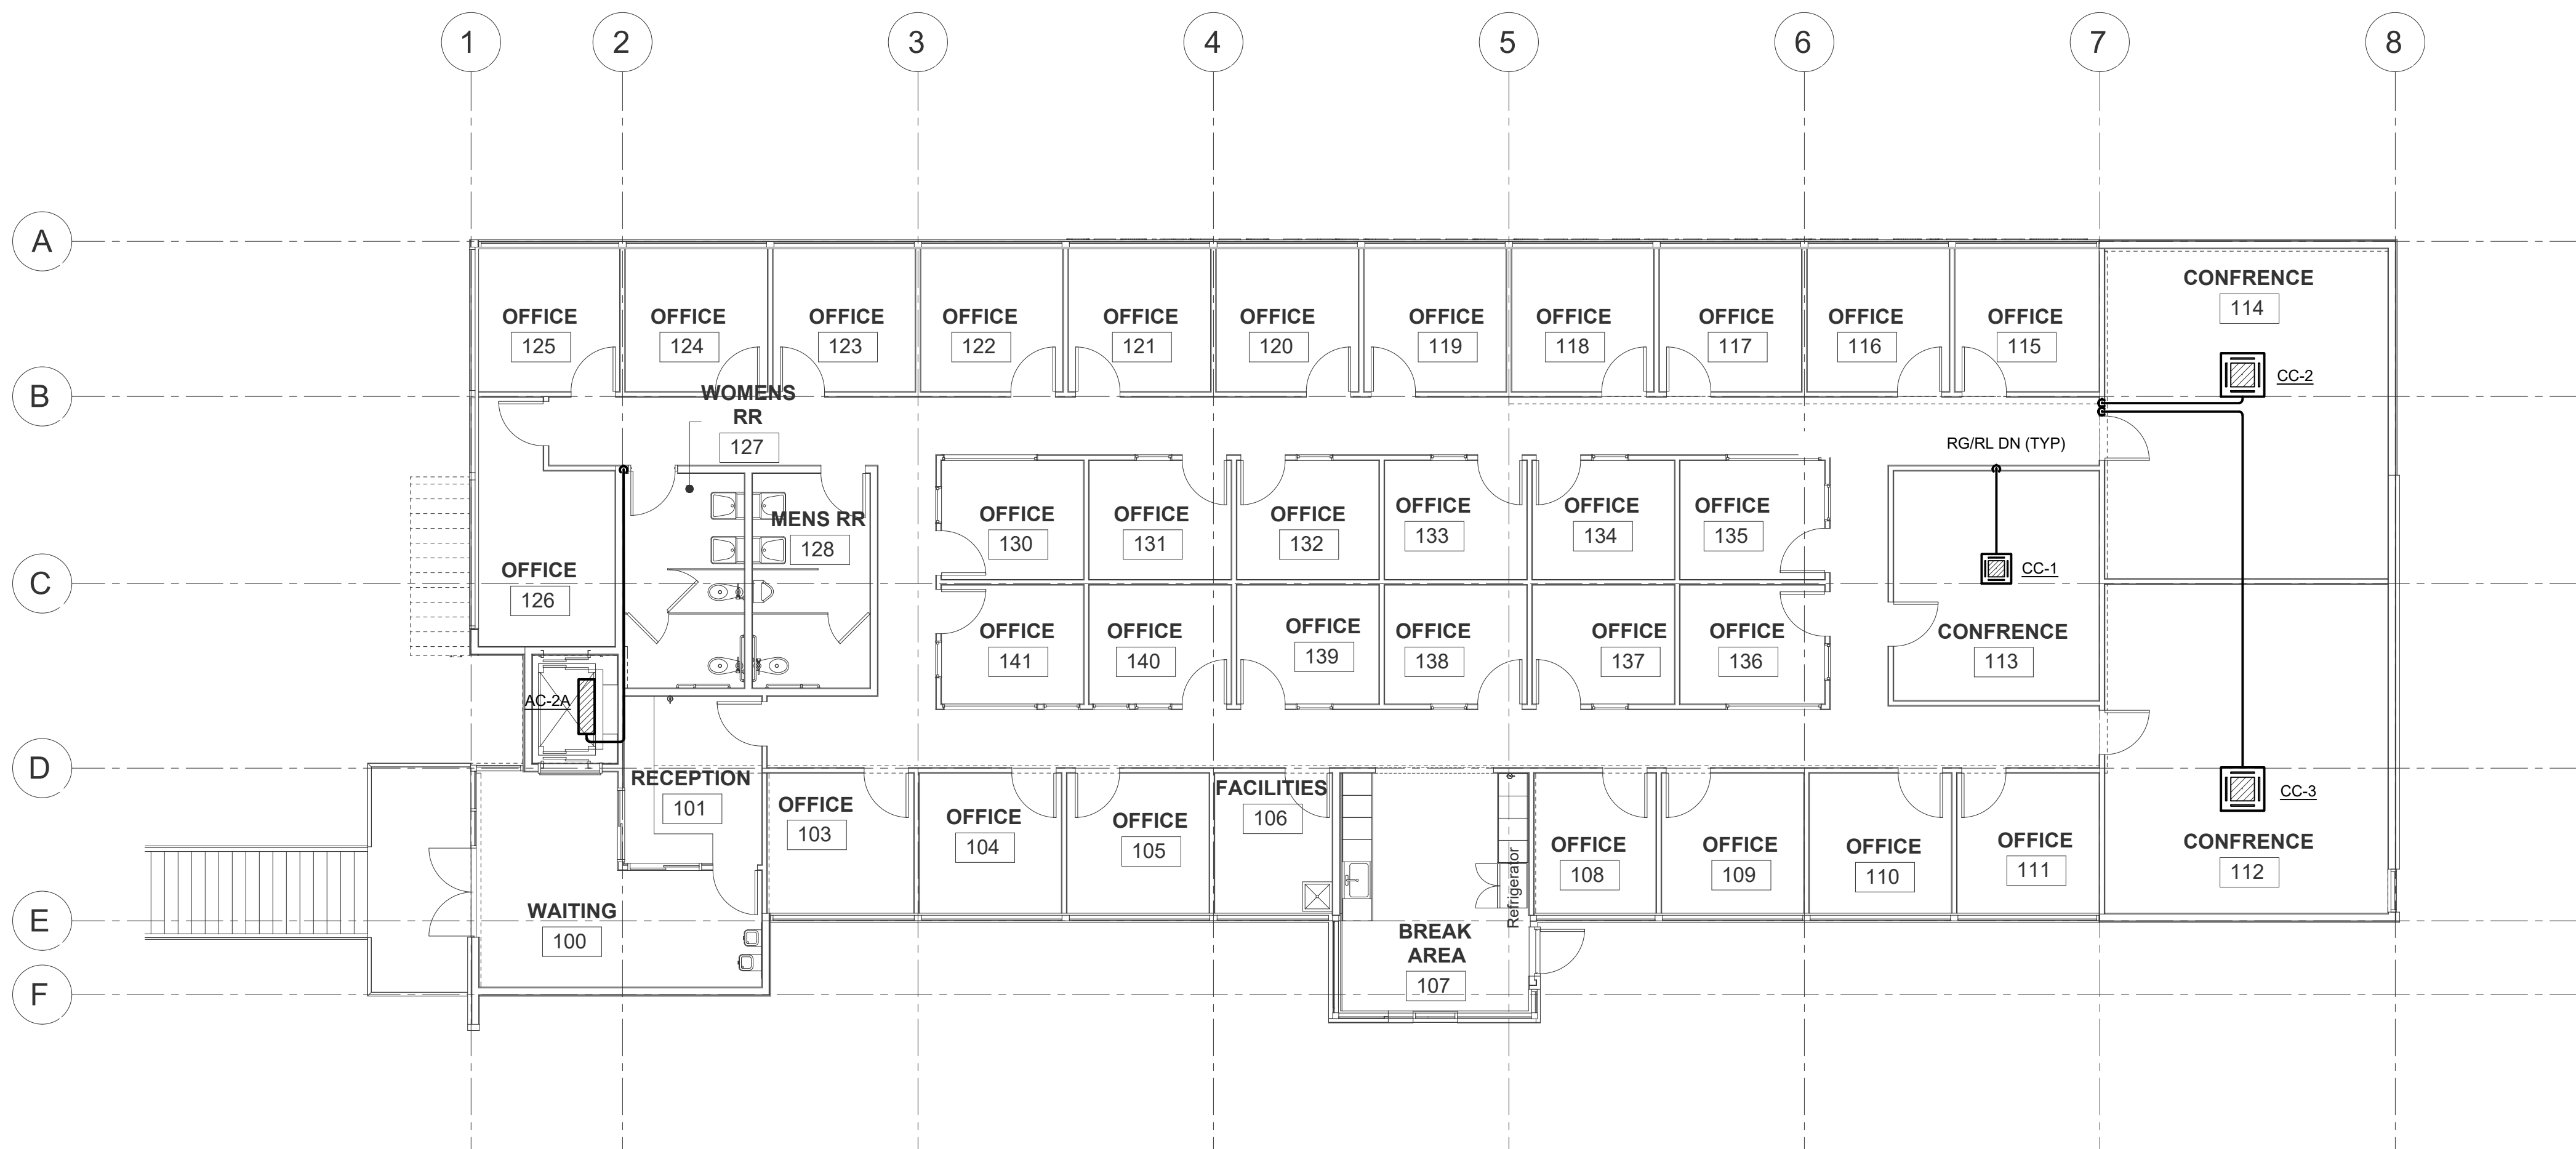 1
2
3
4
5
6
7
8
A
CONFRENCE
114
OFFICE
125
OFFICE
124
OFFICE
123
OFFICE
122
OFFICE
121
OFFICE
120
OFFICE
119
OFFICE
118
OFFICE
117
OFFICE
116
OFFICE
115
CC-2
B
WOMENS
RR
127
RG/RL DN (TYP)
MENS RR
128
OFFICE
130
OFFICE
131
OFFICE
132
OFFICE
133
OFFICE
134
OFFICE
135
CC-1
C
OFFICE
126
OFFICE
141
OFFICE
140
OFFICE
139
OFFICE
138
OFFICE
137
OFFICE
136
CONFRENCE
113
AC-2A
D
RECEPTION
101
OFFICE
103
OFFICE
104
OFFICE
105
FACILITIES
106
Refrigerator
OFFICE
108
OFFICE
109
OFFICE
110
OFFICE
111
CC-3
CONFRENCE
112
E
WAITING
100
BREAK
AREA
107
F